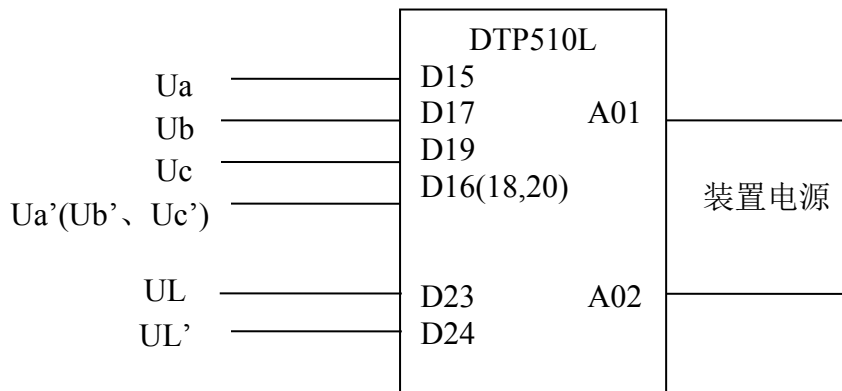 DTP510L
Ua D15
Ub D17 A01
Uc D19
Ua’(Ub’、Uc’) D16(18,20) 装置电源
UL D23 A02
UL’ D24